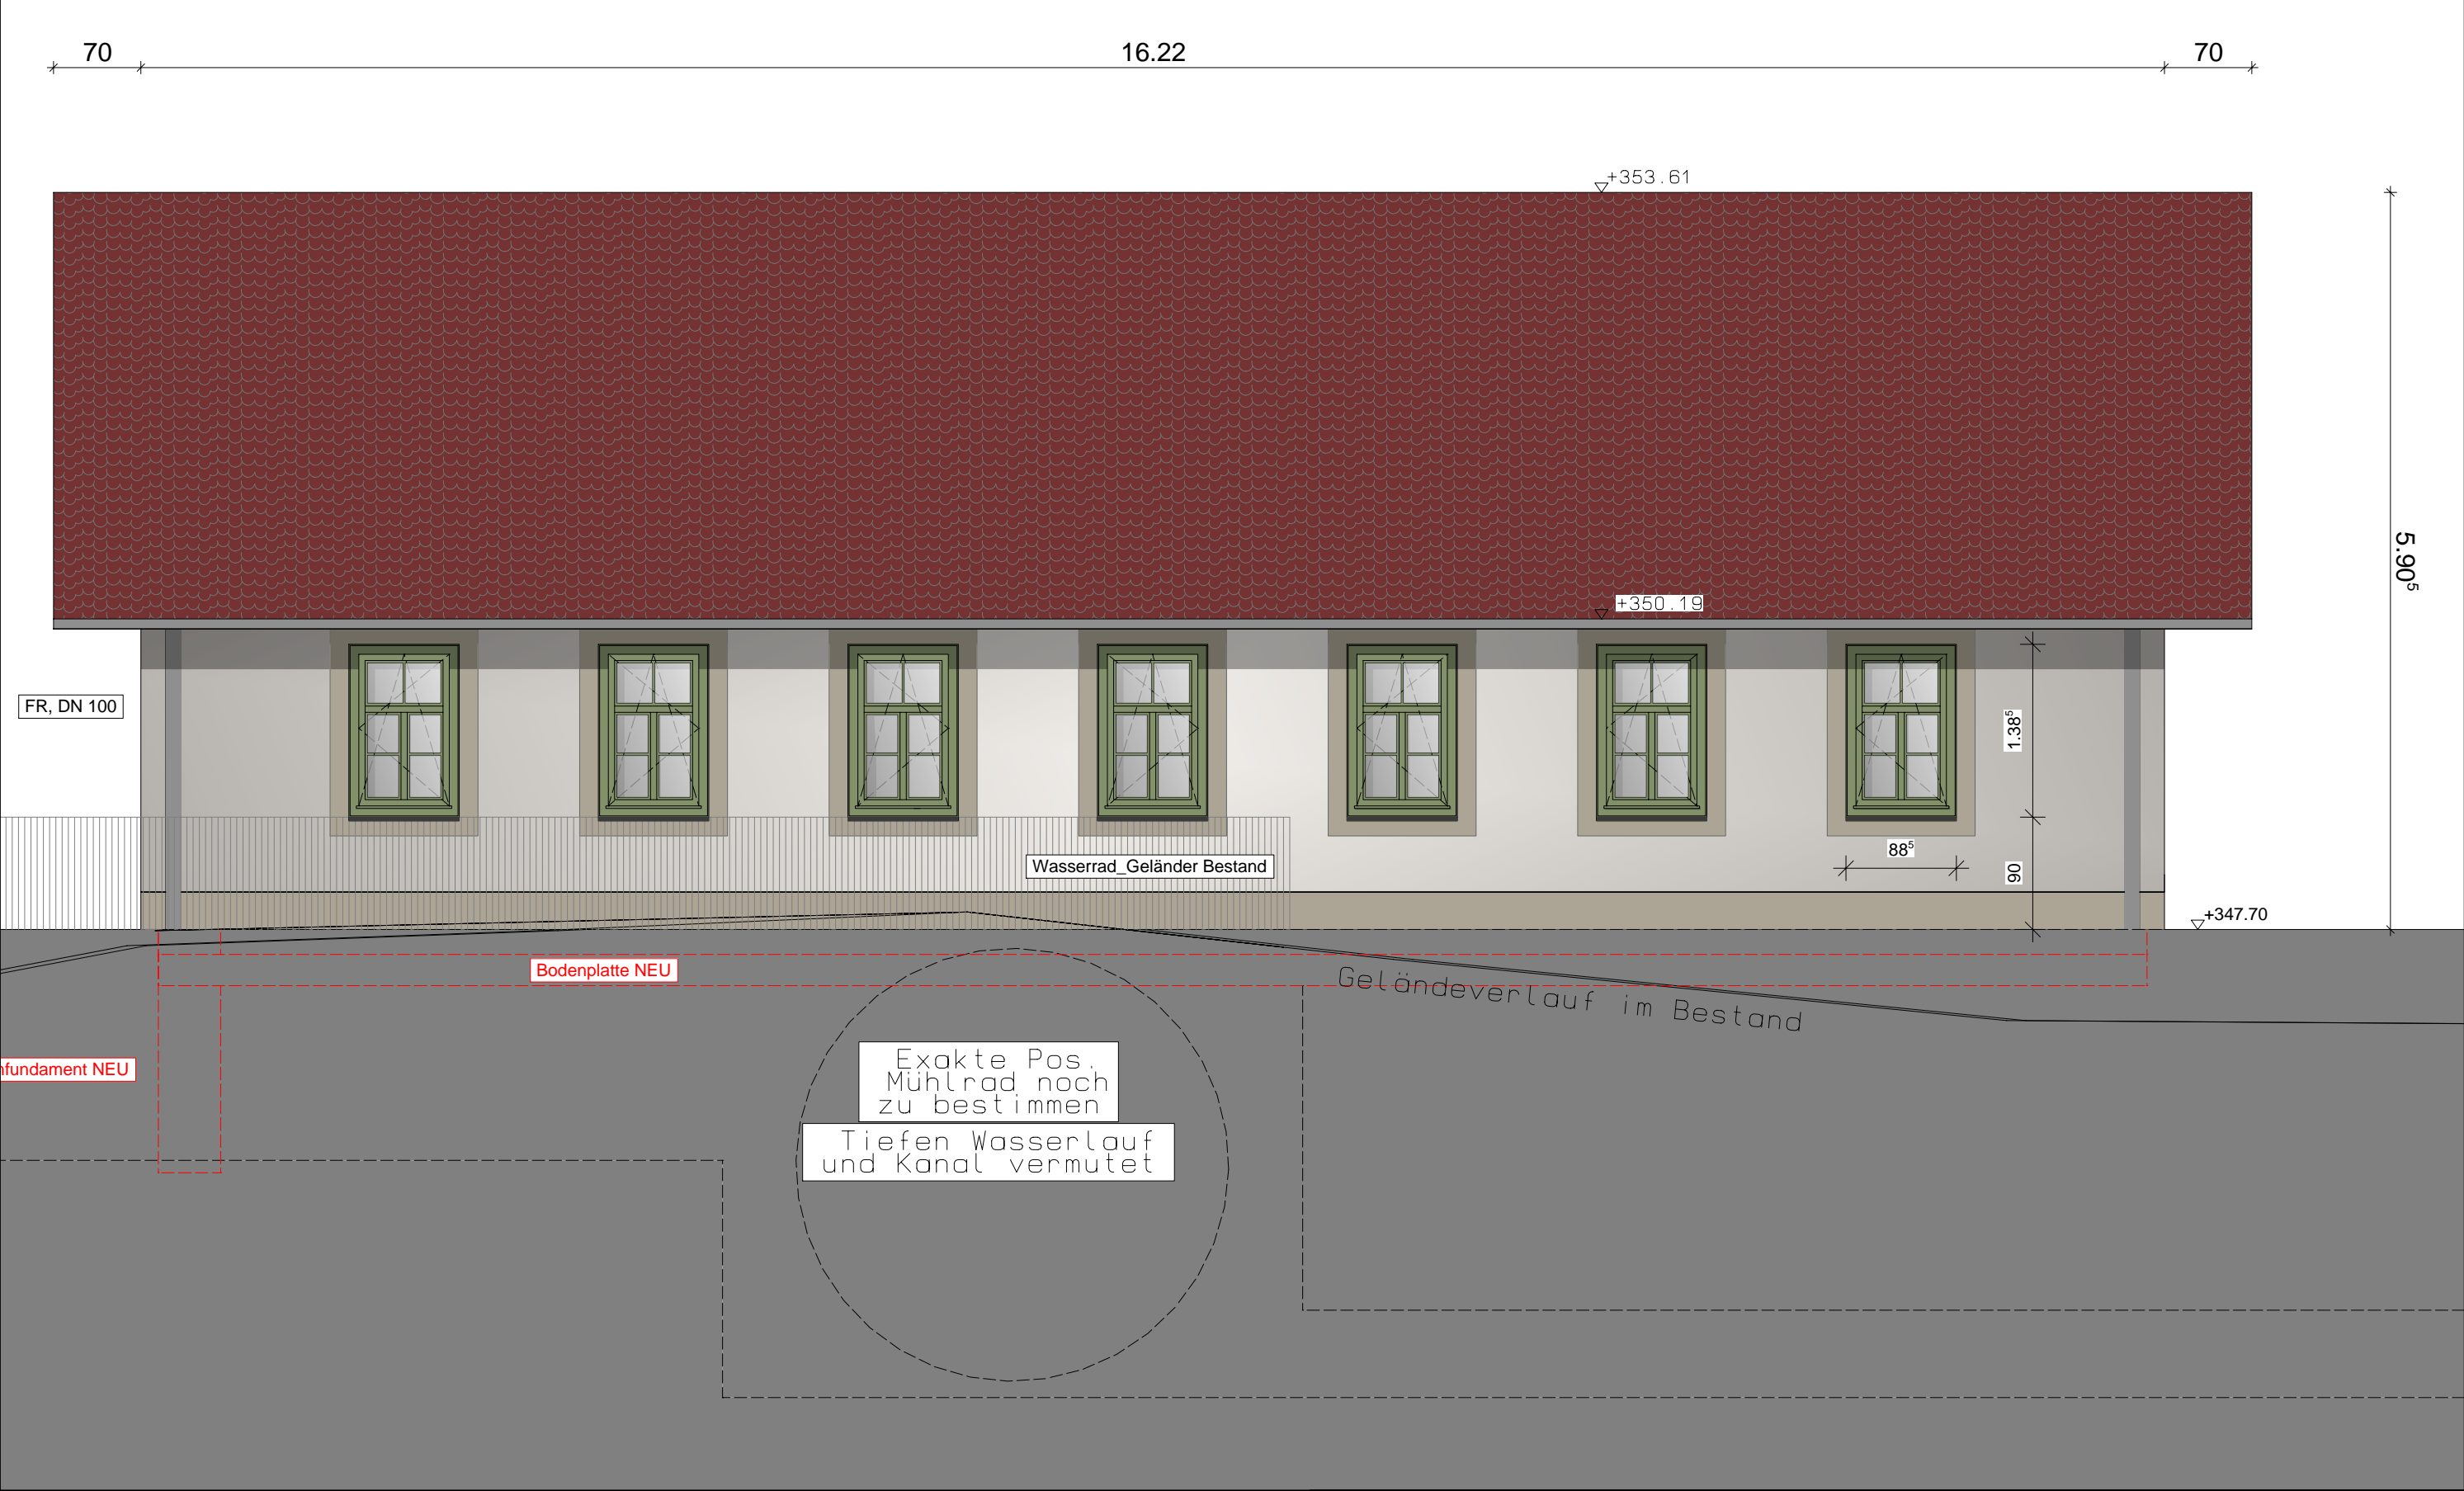 70
16.22
70
+353.61
5.90⁵
+350.19
FR, DN 100
1.38⁵
88⁵
90
Wasserrad_Geländer Bestand
+347.70
Bodenplatte NEU
Geländeverlauf im Bestand
nfundament NEU
Exakte Pos.
Mühlrad noch
zu bestimmen
Tiefen Wasserlauf
und Kanal vermutet